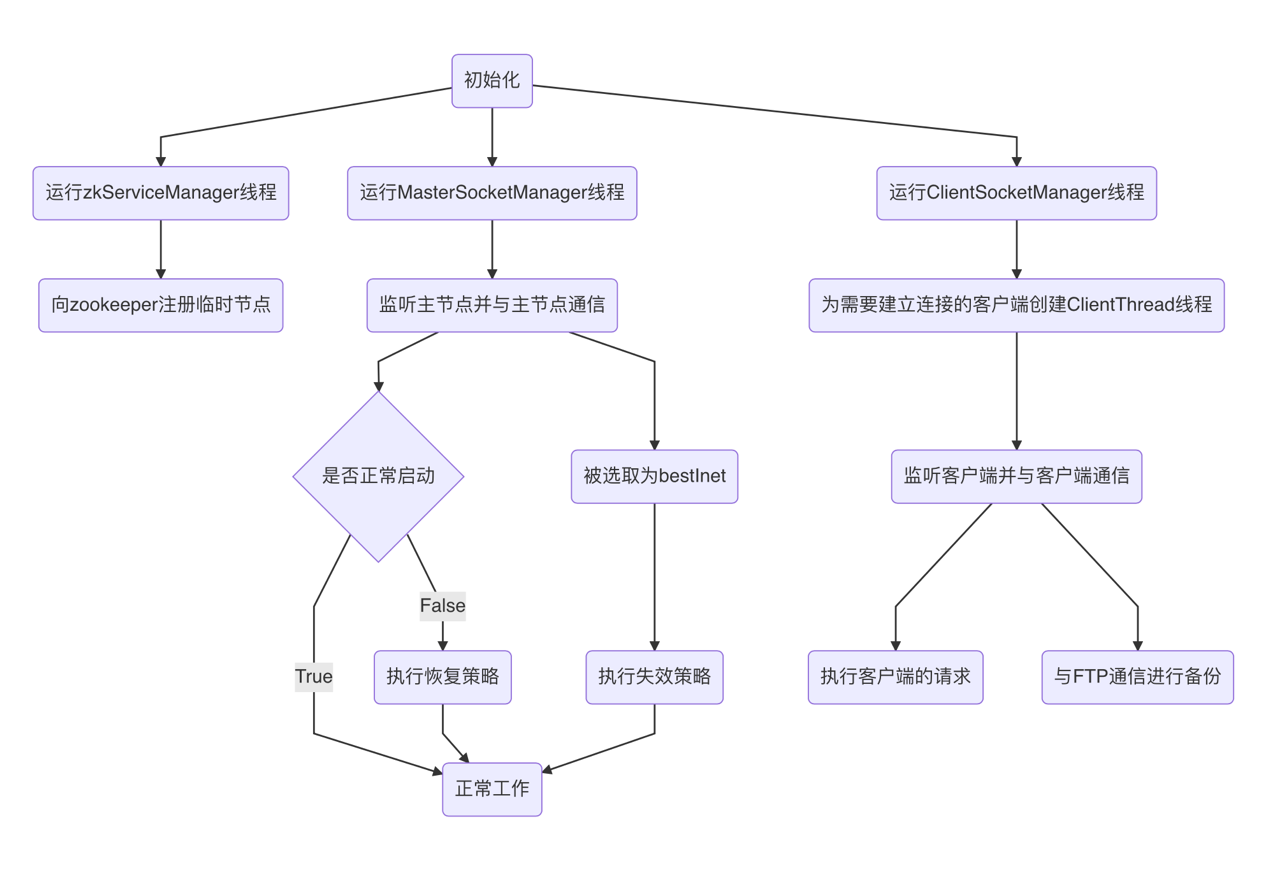 初始化
运行zkServiceManager线程
运行MasterSocketManager线程
运行ClientSocketManager线程
向zookeeper注册临时节点
监听主节点并与主节点通信
为需要建立连接的客户端创建ClientThread线程
是否正常启动
被选取为bestInet
监听客户端并与客户端通信
False
True
执行恢复策略
执行失效策略
执行客户端的请求
与FTP通信进行备份
正常工作